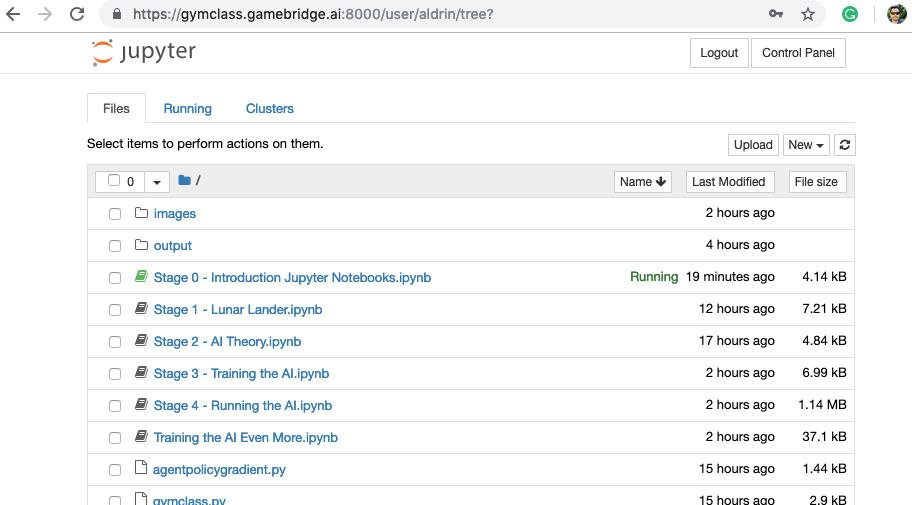 https://gymclass.gamebridge.ai:8000/user/aldrin/tree?
jupyter Logout Control Panel
Files Running Clusters
Select items to perform actions on them. Upload New
0 / Name Last Modified File size
images 2 hours ago
output 4 hours ago
Stage 0 - Introduction Jupyter Notebooks.ipynb Running 19 minutes ago 4.14 kB
Stage 1 - Lunar Lander.ipynb 12 hours ago 7.21 kB
Stage 2 - AI Theory.ipynb 17 hours ago 4.84 kB
Stage 3 - Training the AI.ipynb 2 hours ago 6.99 kB
Stage 4 - Running the AI.ipynb 2 hours ago 1.14 MB
Training the AI Even More.ipynb 2 hours ago 37.1 kB
agentpolicygradient.py 15 hours ago 1.44 kB
gymclass.py 15 hours ago 2.9 kB